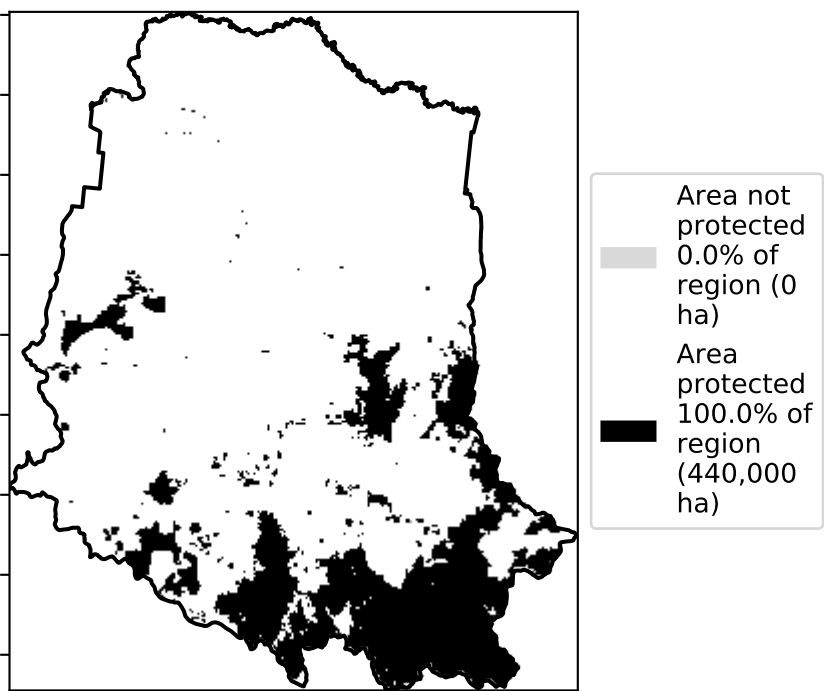 Area not
protected
0.0% of
region (0
ha)
Area
protected
100.0% of
region
(440,000
ha)